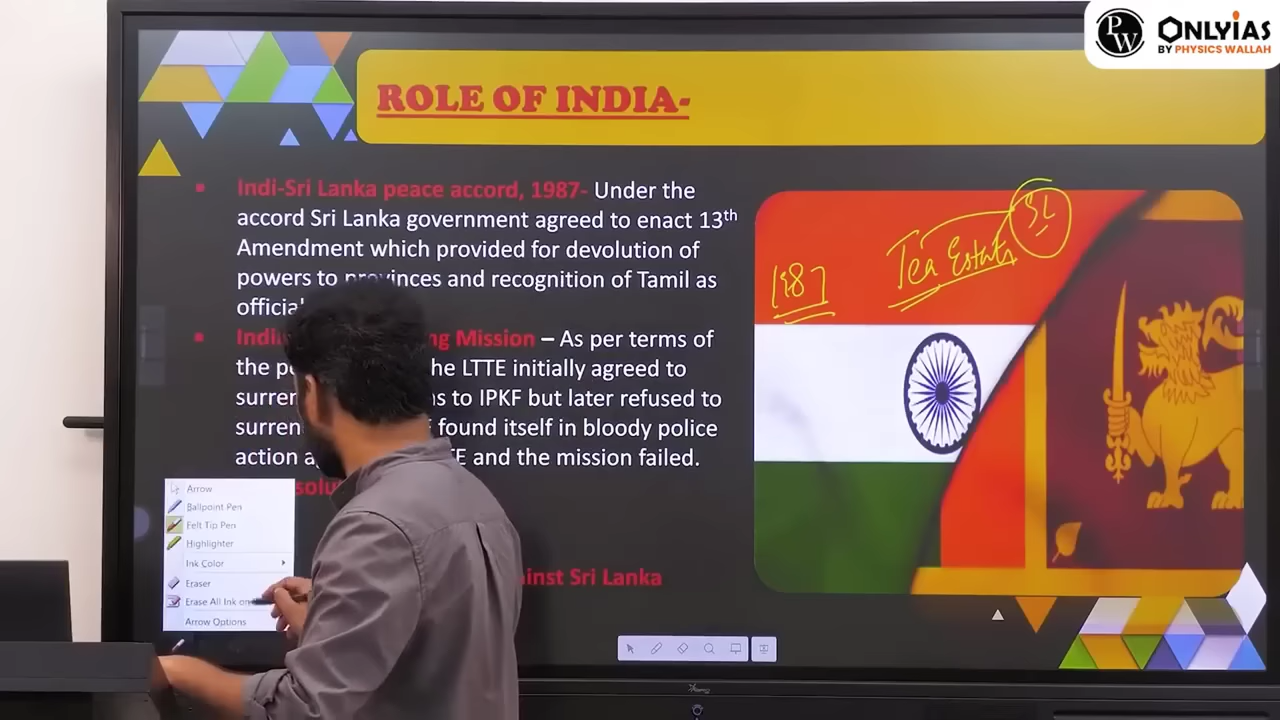 PW ONLYIAS
BY PHYSICS WALLAH
ROLE OF INDIA-
Indi-Sri Lanka peace accord, 1987- Under the
accord Sri Lanka government agreed to enact 13th
Amendment which provided for devolution of
powers to provinces and recognition of Tamil as
1987 Tea Estate SL
Mission – As per terms of
the LTTE initially agreed to
to IPKF but later refused to
found itself in bloody police
action and the mission failed.
Sri Lanka
Arrow
Ballpoint Pen
Felt Tip Pen
Highlighter
Ink Color
Eraser
Erase All Ink on
Arrow Options